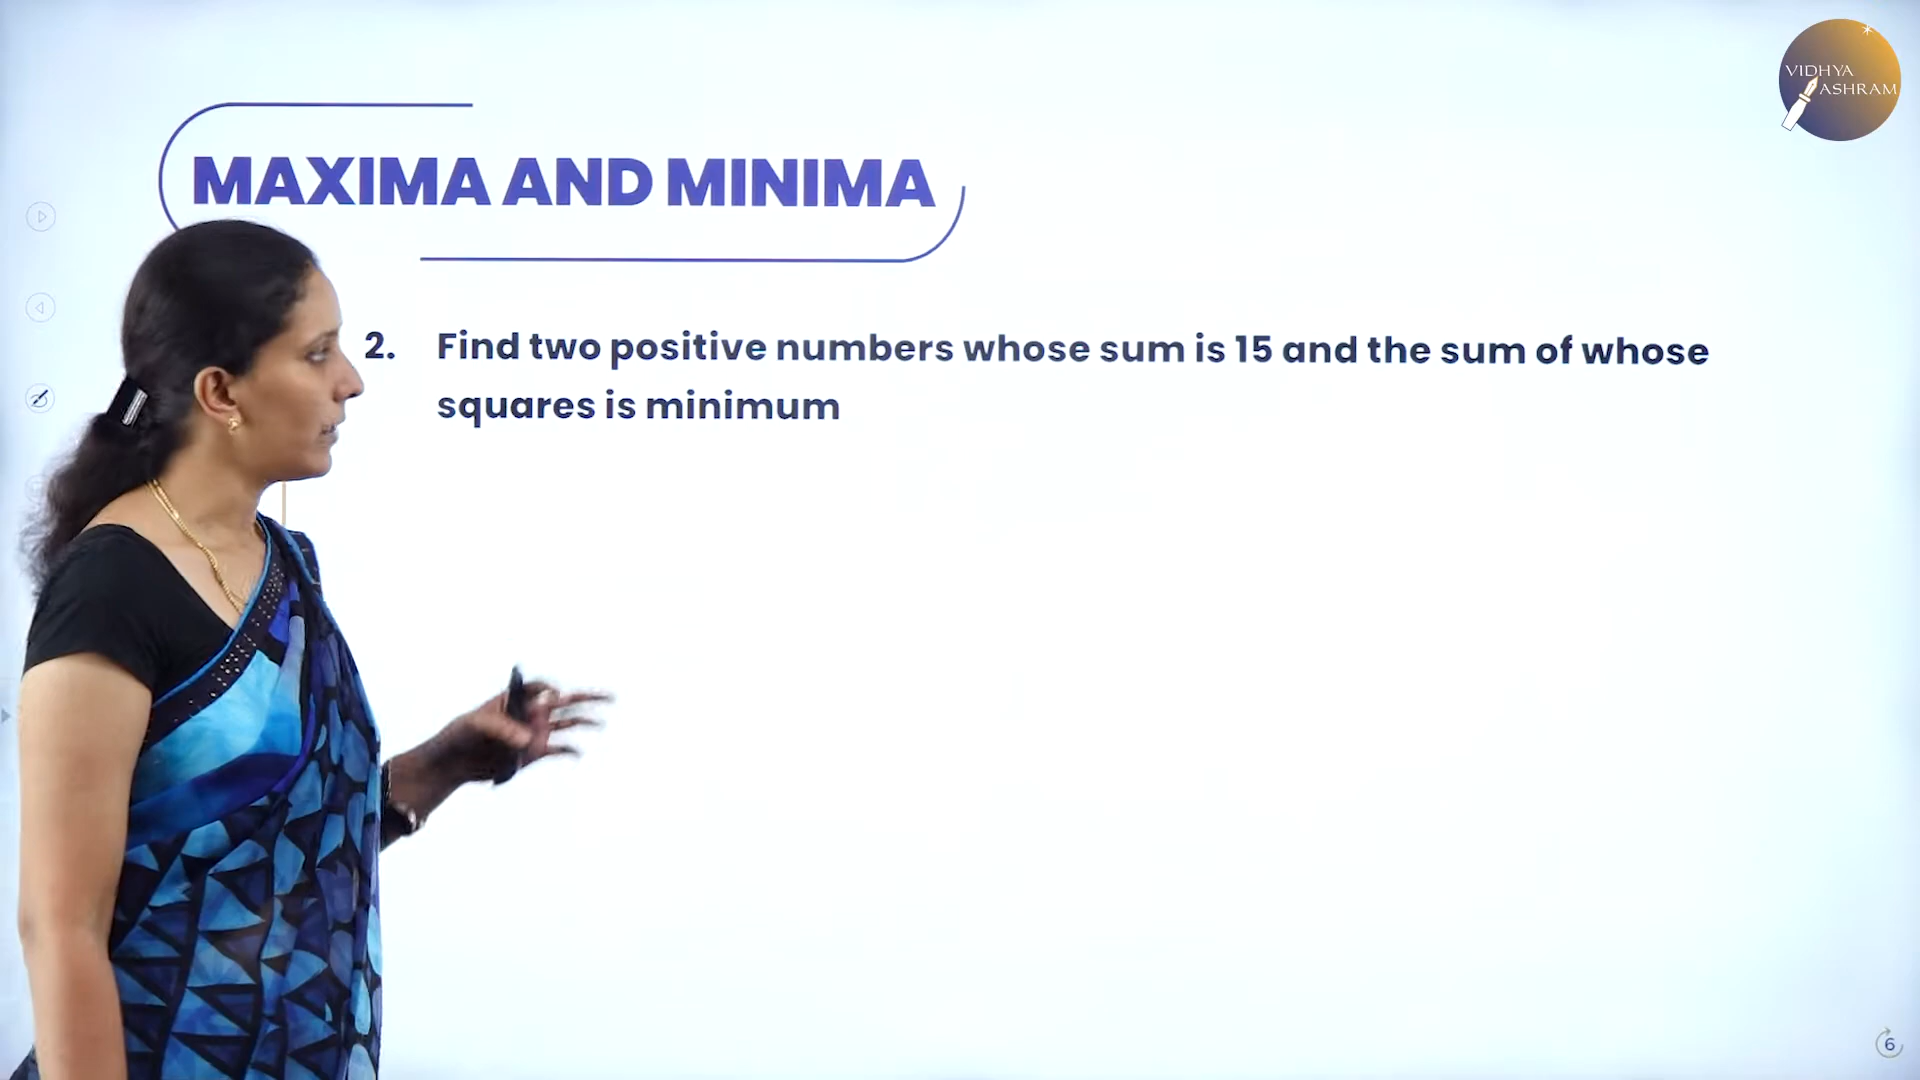 VIDHYA
ASHRAM
MAXIMA AND MINIMA
2. Find two positive numbers whose sum is 15 and the sum of whose
squares is minimum
6